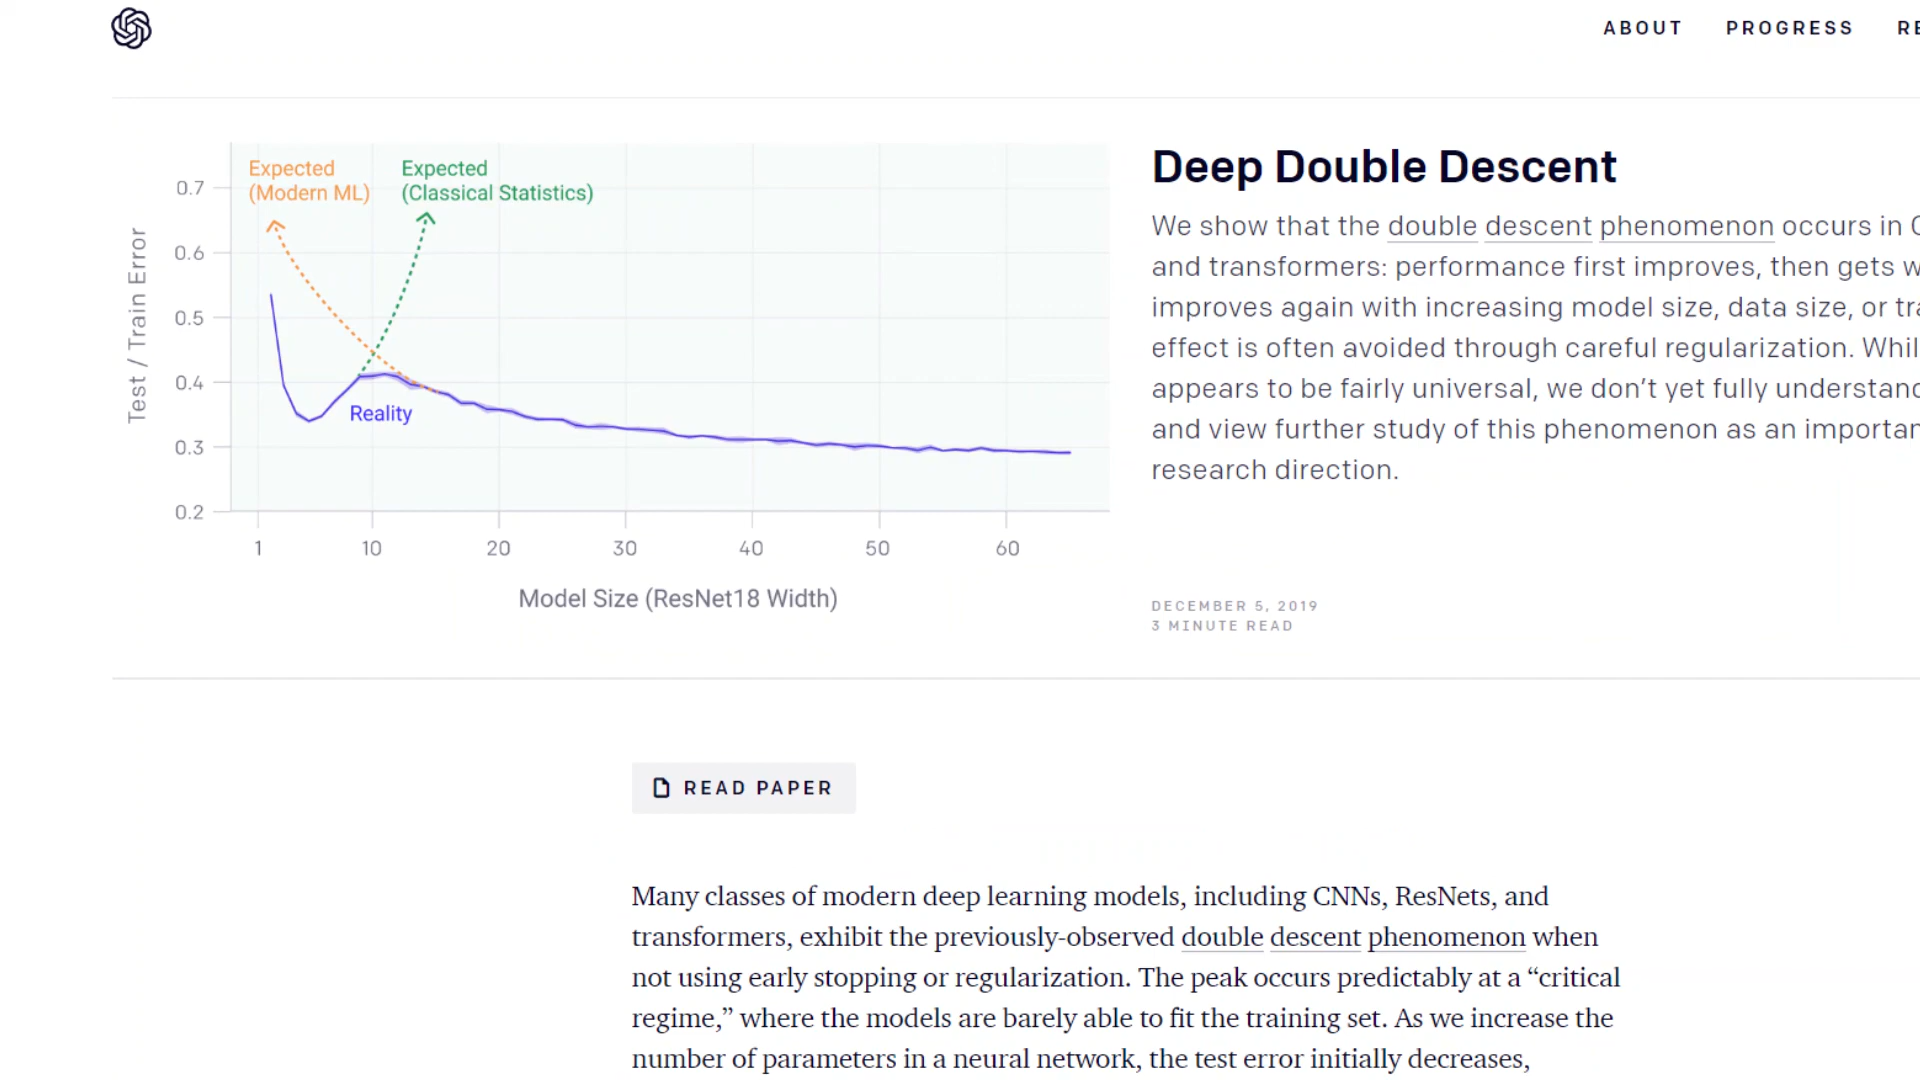 ABOUT PROGRESS
Expected
(Modern ML)
Expected
(Classical Statistics)
Reality
Test / Train Error
0.7
0.6
0.5
0.4
0.3
0.2
1 10 20 30 40 50 60
Model Size (ResNet18 Width)
Deep Double Descent
We show that the double descent phenomenon occurs in
and transformers: performance first improves, then gets
improves again with increasing model size, data size, or
effect is often avoided through careful regularization.
appears to be fairly universal, we don’t yet fully
and view further study of this phenomenon as an
research direction.
DECEMBER 5, 2019
3 MINUTE READ
READ PAPER
Many classes of modern deep learning models, including CNNs, ResNets, and
transformers, exhibit the previously-observed double descent phenomenon when
not using early stopping or regularization. The peak occurs predictably at a “critical
regime,” where the models are barely able to fit the training set. As we increase the
number of parameters in a neural network, the test error initially decreases,